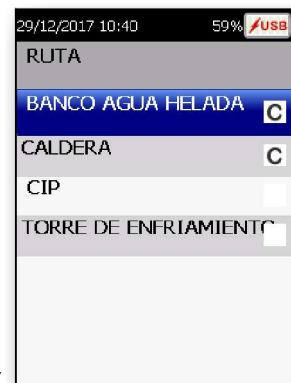 29/12/2017 10:40 59% USB
RUTA
BANCO AGUA HELADA C
CALDERA C
CIP
TORRE DE ENFRIAMIENTO